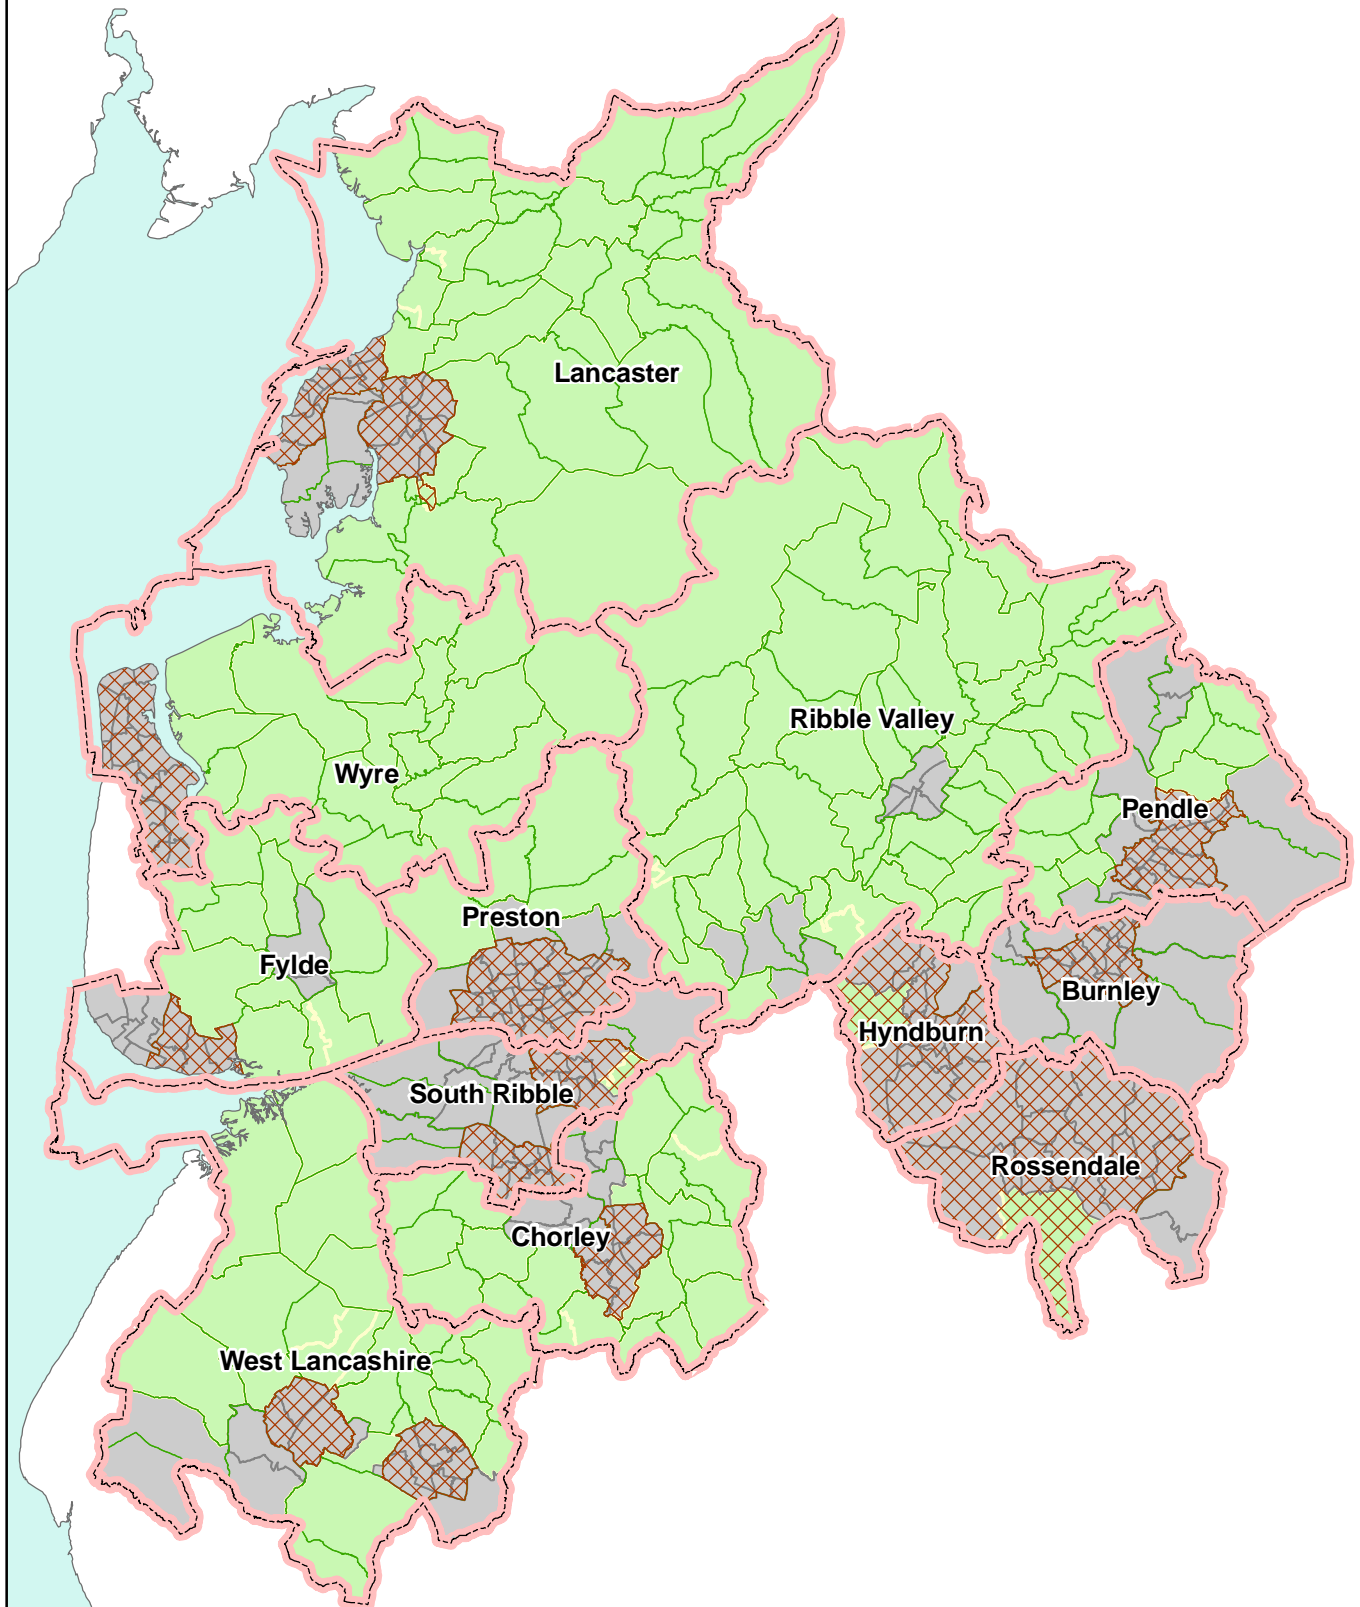 Lancaster
Ribble Valley
Wyre
Pendle
Preston
Fylde
Burnley
Hyndburn
South Ribble
Rossendale
Chorley
West Lancashire